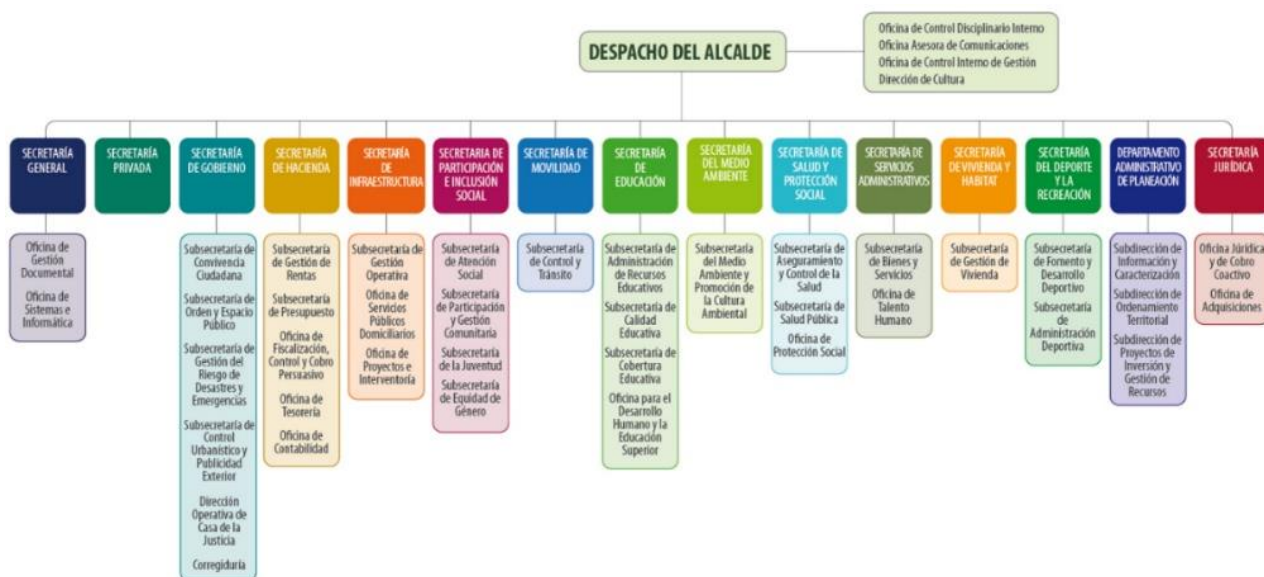 DESPACHO DEL ALCALDE
Oficina de Control Disciplinario Interno
Oficina Asesora de Comunicaciones
Oficina de Control Interno de Gestión
Dirección de Cultura
SECRETARÍA
GENERAL
SECRETARÍA
PRIVADA
SECRETARÍA
DE GOBIERNO
SECRETARÍA
DE HACIENDA
SECRETARÍA
DE
INFRAESTRUCTURA
SECRETARIA DE
PARTICIPACIÓN
E INCLUSIÓN
SOCIAL
SECRETARÍA DE
MOVILIDAD
SECRETARÍA
DE
EDUCACIÓN
SECRETARÍA
DEL MEDIO
AMBIENTE
SECRETARÍA DE
SALUD Y
PROTECCIÓN
SOCIAL
SECRETARÍA DE
SERVICIOS
ADMINISTRATIVOS
SECRETARÍA
DE VIVIENDA Y
HABITAT
SECRETARÍA
DEL DEPORTE
Y LA
RECREACIÓN
DEPARTAMENTO
ADMINISTRATIVO
DE PLANEACIÓN
SECRETARÍA
JURÍDICA
Oficina de
Gestión
Documental
Oficina de
Sistemas e
Informática
Subsecretaría de
Convivencia
Ciudadana
Subsecretaría de
Orden y Espacio
Público
Subsecretaría de
Gestión del
Riesgo de
Desastres y
Emergencias
Subsecretaría de
Control
Urbanístico y
Publicidad
Exterior
Dirección
Operativa de
Casa de la
Justicia
Corregiduría
Subsecretaría
de Gestión de
Rentas
Subsecretaría
de Presupuesto
Oficina de
Fiscalización,
Control y Cobro
Persuasivo
Oficina de
Tesorería
Oficina de
Contabilidad
Subsecretaría de
Gestión
Operativa
Oficina de
Servicios
Públicos
Domiciliarios
Oficina de
Proyectos e
Interventoría
Subsecretaría
de Atención
Social
Subsecretaría
de Participación
y Gestión
Comunitaria
Subsecretaría
de la Juventud
Subsecretaría
de Equidad de
Género
Subsecretaría
de Control y
Tránsito
Subsecretaría de
Administración
de Recursos
Educativos
Subsecretaría de
Calidad
Educativa
Subsecretaría de
Cobertura
Educativa
Oficina para el
Desarrollo
Humano y la
Educación
Superior
Subsecretaría
del Medio
Ambiente y
Promoción de
la Cultura
Ambiental
Subsecretaría de
Aseguramiento
y Control de la
Salud
Subsecretaría de
Salud Pública
Oficina de
Protección Social
Subsecretaría
de Bienes y
Servicios
Oficina de
Talento
Humano
Subsecretaría
de Gestión de
Vivienda
Subsecretaría
de Fomento y
Desarrollo
Deportivo
Subsecretaría
de
Administración
Deportiva
Subdirección de
Información y
Caracterización
Subdirección de
Ordenamiento
Territorial
Subdirección de
Proyectos de
Inversión y
Gestión de
Recursos
Oficina Jurídica
y de Cobro
Coactivo
Oficina de
Adquisiciones